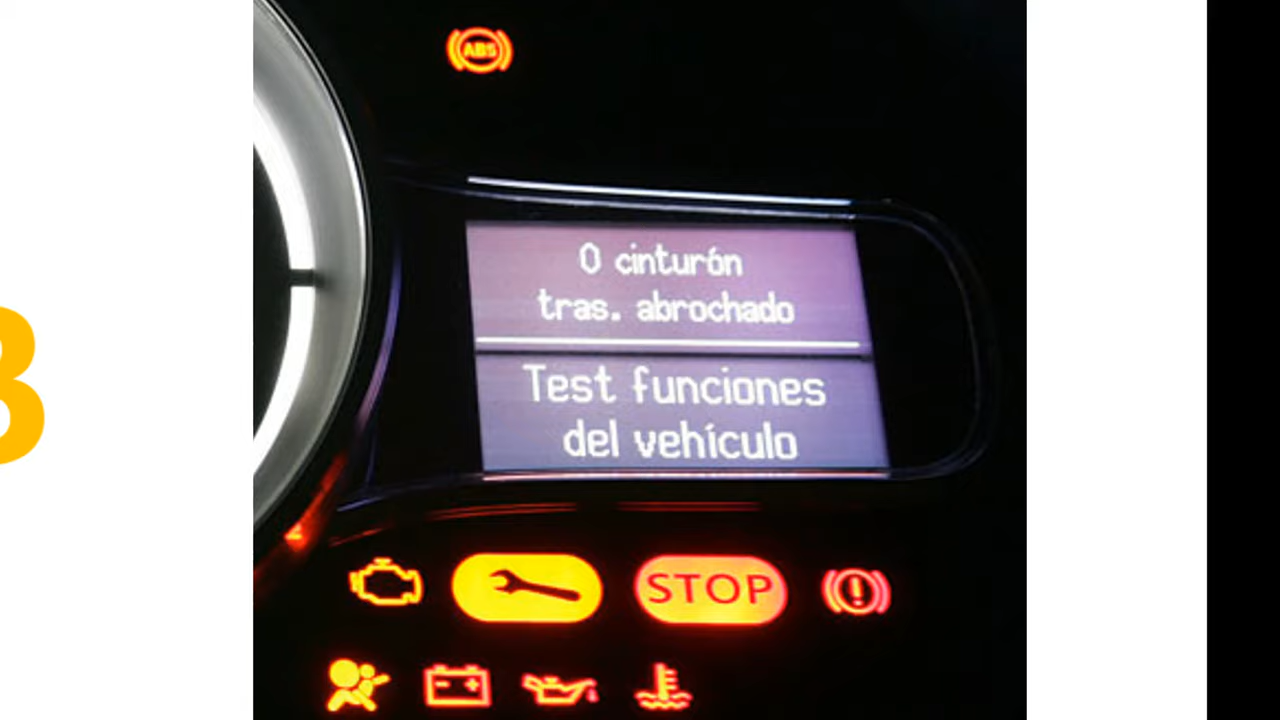 ABS
0 cinturón
tras. abrochado
Test funciones
del vehículo
STOP